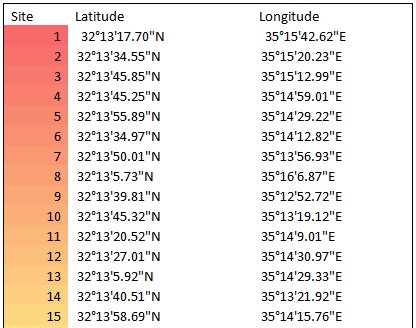 Site Latitude Longitude
1 32°13'17.70"N 35°15'42.62"E
2 32°13'34.55"N 35°15'20.23"E
3 32°13'45.85"N 35°15'12.99"E
4 32°13'45.25"N 35°14'59.01"E
5 32°13'55.89"N 35°14'29.22"E
6 32°13'34.97"N 35°14'12.82"E
7 32°13'50.01"N 35°13'56.93"E
8 32°13'5.73"N 35°16'6.87"E
9 32°13'39.81"N 35°12'52.72"E
10 32°13'45.32"N 35°13'19.12"E
11 32°13'20.52"N 35°14'9.01"E
12 32°13'27.01"N 35°14'30.97"E
13 32°13'5.92"N 35°14'29.33"E
14 32°13'40.51"N 35°13'21.92"E
15 32°13'58.69"N 35°14'15.76"E